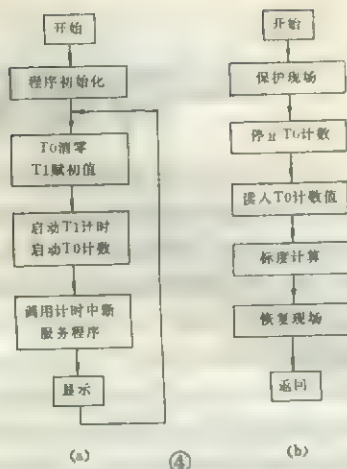 开始
程序初始化
T0清零
T1赋初值
启动T1计时
启动T0计数
调用计时中断
服务程序
显示
(a)
开始
保护现场
停止T0计数
读入T0计数值
标度计算
恢复现场
返回
(b)
④